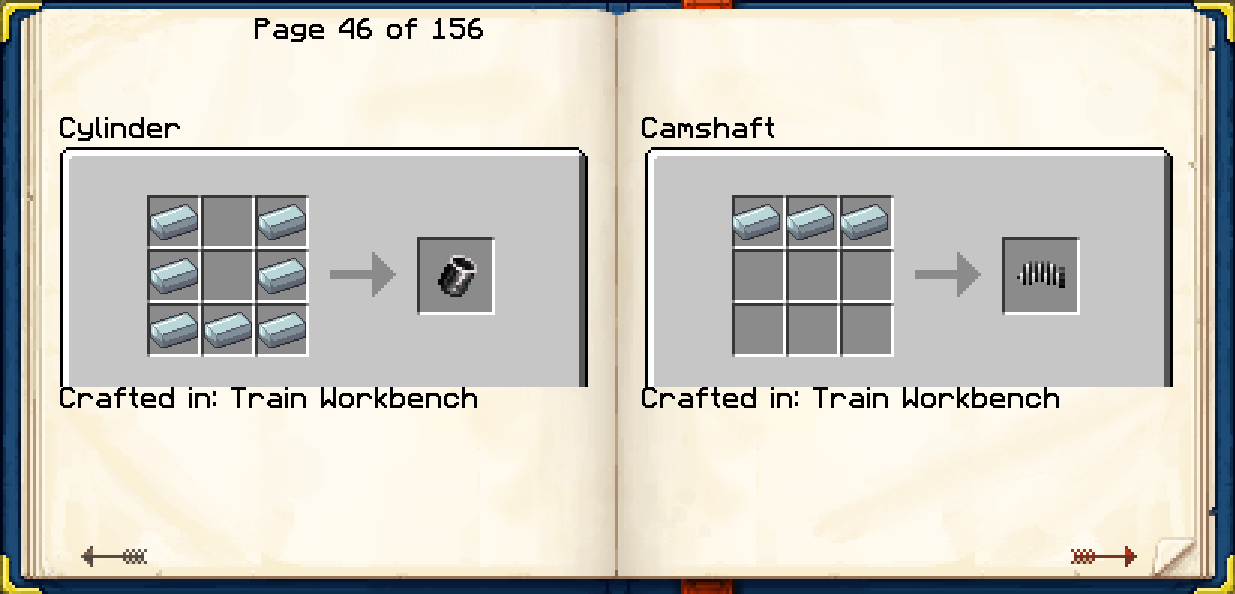 Page 46 of 156
Cylinder
Crafted in: Train Workbench
Camshaft
Crafted in: Train Workbench